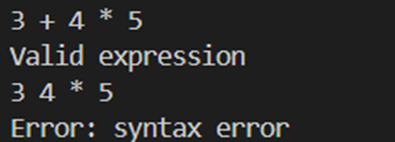 3 + 4 * 5
Valid expression
3 4 * 5
Error: syntax error